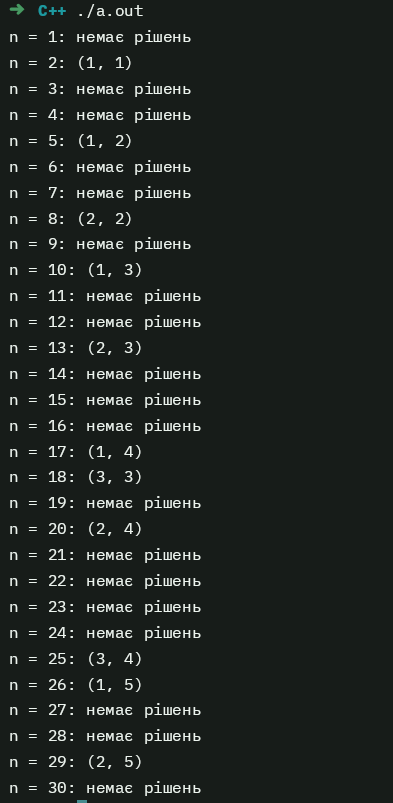 ➜ C++ ./a.out
n = 1: немає рішень
n = 2: (1, 1)
n = 3: немає рішень
n = 4: немає рішень
n = 5: (1, 2)
n = 6: немає рішень
n = 7: немає рішень
n = 8: (2, 2)
n = 9: немає рішень
n = 10: (1, 3)
n = 11: немає рішень
n = 12: немає рішень
n = 13: (2, 3)
n = 14: немає рішень
n = 15: немає рішень
n = 16: немає рішень
n = 17: (1, 4)
n = 18: (3, 3)
n = 19: немає рішень
n = 20: (2, 4)
n = 21: немає рішень
n = 22: немає рішень
n = 23: немає рішень
n = 24: немає рішень
n = 25: (3, 4)
n = 26: (1, 5)
n = 27: немає рішень
n = 28: немає рішень
n = 29: (2, 5)
n = 30: немає рішень